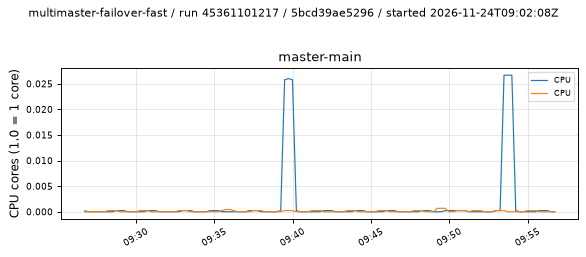 multimaster-failover-fast / run 45361101217 / 5bcd39ae5296 / started 2026-11-24T09:02:08Z
master-main
CPU cores (1.0 = 1 core)
0.025
0.020
0.015
0.010
0.005
0.000
CPU
CPU
09:30
09:35
09:40
09:45
09:50
09:55